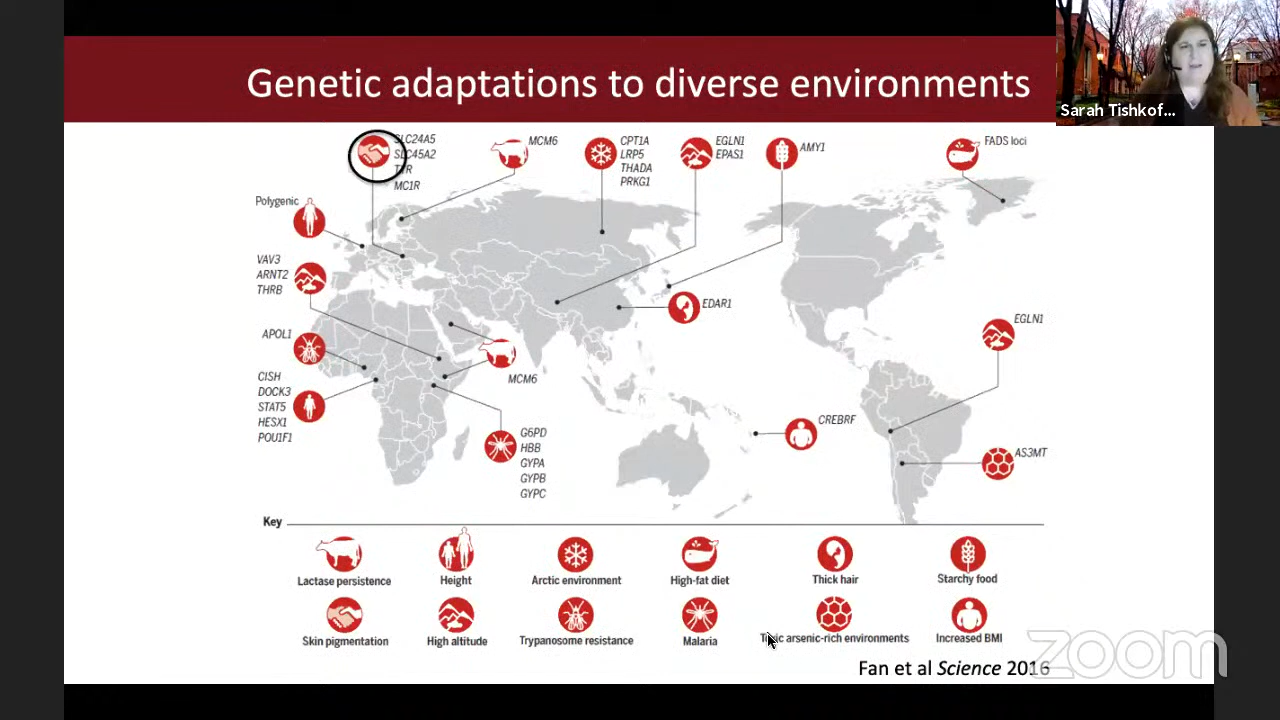 Genetic adaptations to diverse environments
Sarah Tishkof...
SLC24A5
SLC45A2
TYR
MC1R
MCM6
CPT1A
LRP5
THADA
PRKG1
EGLN1
EPAS1
AMY1
FADS loci
Polygenic
VAV3
ARNT2
THRB
EDAR1
EGLN1
APOL1
MCM6
CISH
DOCK3
STAT5
HESX1
POU1F1
CREBRF
G6PD
HBB
GYPA
GYPB
GYPC
AS3MT
Key
Lactase persistence
Height
Arctic environment
High-fat diet
Thick hair
Starchy food
Skin pigmentation
High altitude
Trypanosome resistance
Malaria
Toxic arsenic-rich environments
Increased BMI
Fan et al Science 2016
zoom